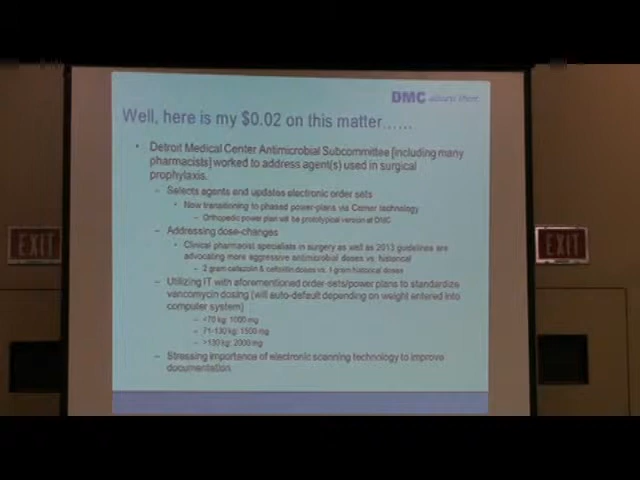 DMC
Well, here is my $0.02 on this matter......
• Detroit Medical Center Antimicrobial Subcommittee [including many
pharmacists] worked to address agent(s) used in surgical
prophylaxis.
– Selects agents and updates electronic order sets
• Now transitioning to phased power-plans via Cerner technology
– Orthopedic power plan will be prototypical version at DMC
– Addressing dose-changes
• Clinical pharmacist specialists in surgery as well as 2013 guidelines are
advocating more aggressive antimicrobial doses vs. historical
– 2 gram cefazolin & cefoxitin doses vs. 1 gram historical doses
– Utilizing IT with aforementioned order-sets/power plans to standardize
vancomycin dosing [will auto-default depending on weight entered into
computer system]
– <70 kg: 1000 mg
– 71-130 kg: 1500 mg
– >130 kg: 2000 mg
– Stressing importance of electronic scanning technology to improve
documentation
EXIT
EXIT